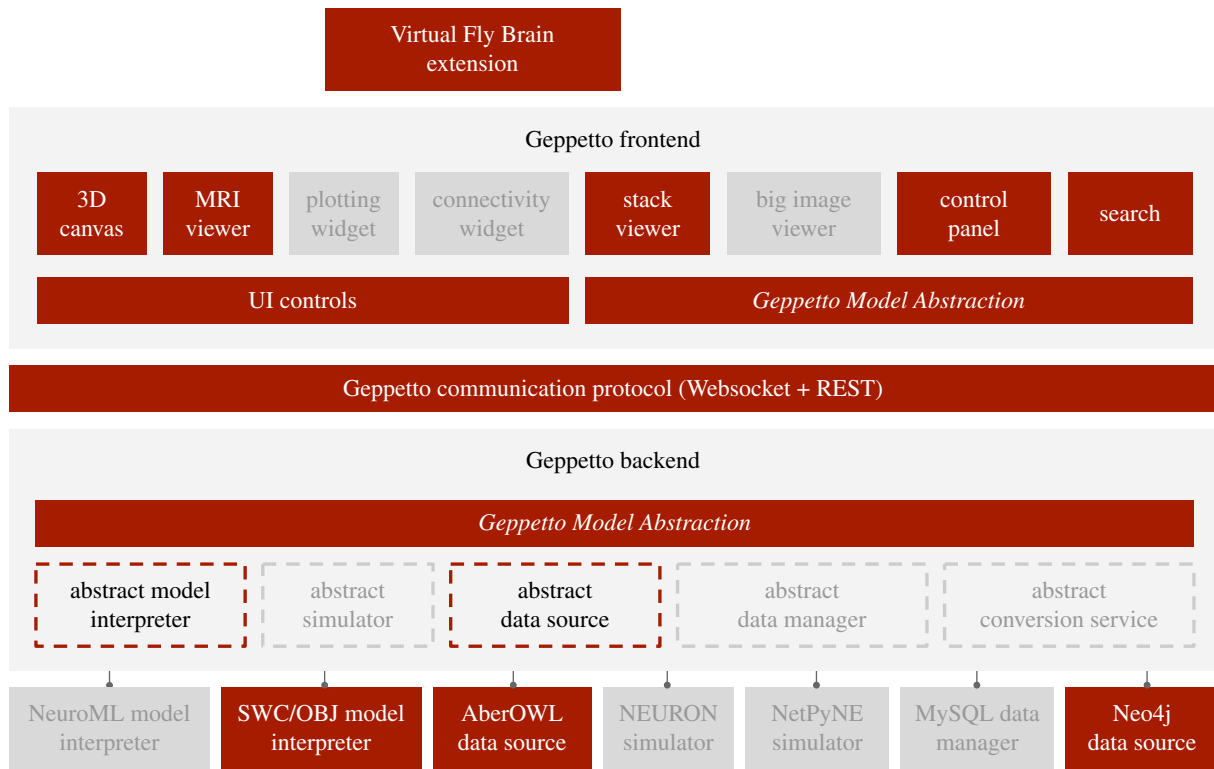 Virtual Fly Brain
extension
Geppetto frontend
3D
canvas
MRI
viewer
plotting
widget
connectivity
widget
stack
viewer
big image
viewer
control
panel
search
UI controls
Geppetto Model Abstraction
Geppetto communication protocol (Websocket + REST)
Geppetto backend
Geppetto Model Abstraction
abstract model
interpreter
abstract
simulator
abstract
data source
abstract
data manager
abstract
conversion service
NeuroML model
interpreter
SWC/OBJ model
interpreter
AberOWL
data source
NEURON
simulator
NetPyNE
simulator
MySQL data
manager
Neo4j
data source